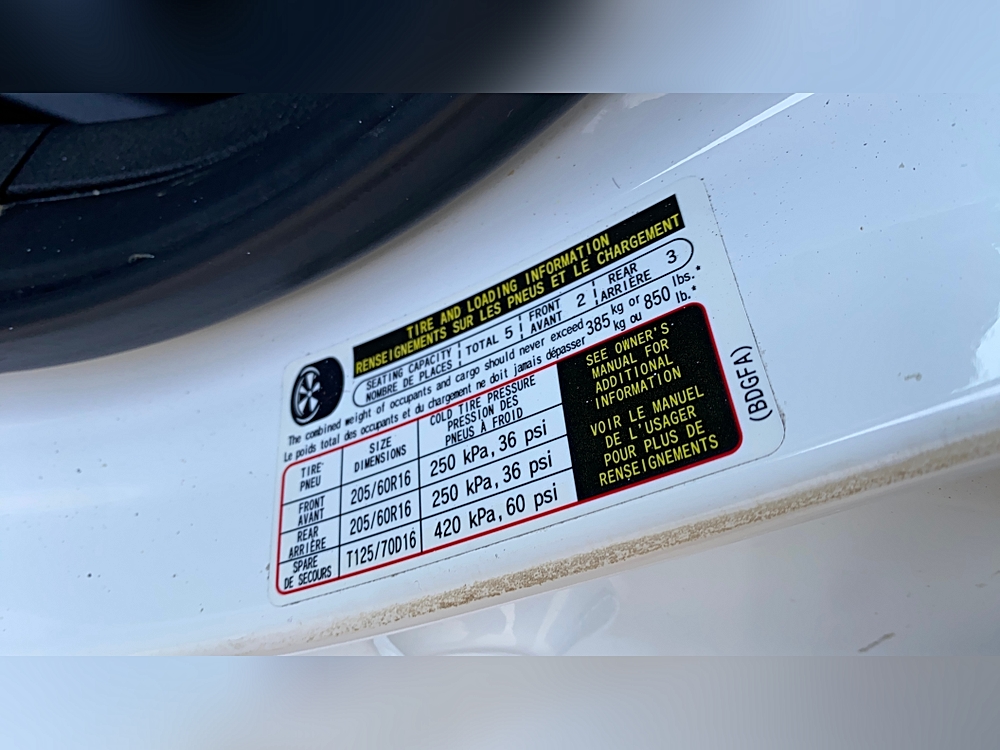 TIRE AND LOADING INFORMATION
RENSEIGNEMENTS SUR LES PNEUS ET LE CHARGEMENT
SEATING CAPACITY TOTAL 5 FRONT 2 REAR 3
NOMBRE DE PLACES AVANT ARRIÈRE
The combined weight of occupants and cargo should never exceed 385 kg or 850 lbs.
Le poids total des occupants et du chargement ne doit jamais dépasser kg ou lb.
TIRE SIZE COLD TIRE PRESSURE
PNEU DIMENSIONS PRESSION DES
PNEUS À FROID
FRONT 205/60R16 250 kPa, 36 psi
AVANT
REAR 205/60R16 250 kPa, 36 psi
ARRIÈRE
SPARE T125/70D16 420 kPa, 60 psi
DE SECOURS
SEE OWNER'S
MANUAL FOR
ADDITIONAL
INFORMATION
VOIR LE MANUEL
DE L'USAGER
POUR PLUS DE
RENSEIGNEMENTS
(BDGFA)